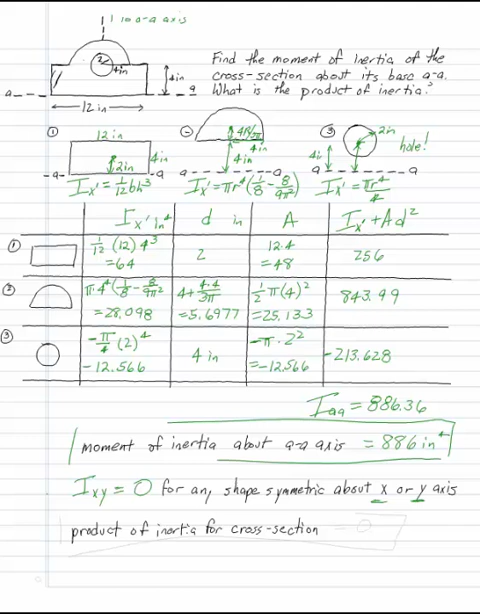 ⊥ to a-a axis
2
4in
4in
a a
12 in
Find the moment of inertia of the
cross-section about its base a-a.
What is the product of inertia?
① ② ③
12 in
2in
4 in
a a
4R/3π
4in
4 in
a a
2in
hole!
4in
a a
Ix' = 1/12 bh³
Ix' = πr⁴(1/8 - 8/9π²)
Ix' = πr⁴/4
Ix' in⁴ d in A Ix' + Ad²
① 1/12 (12) 4³ = 64 2 12·4 = 48 256
② π·4⁴(1/8 - 8/9π²) = 28.098 4 + 4·4/3π = 5.6977 1/2 π(4)² = 25.133 843.99
③ -π/4 (2)⁴ -12.566 4 in -π·2² = -12.566 -213.628
Iaa = 886.36
moment of inertia about a-a axis = 886 in⁴
Ixy = 0 for any shape symmetric about x or y axis
product of inertia for cross-section = 0